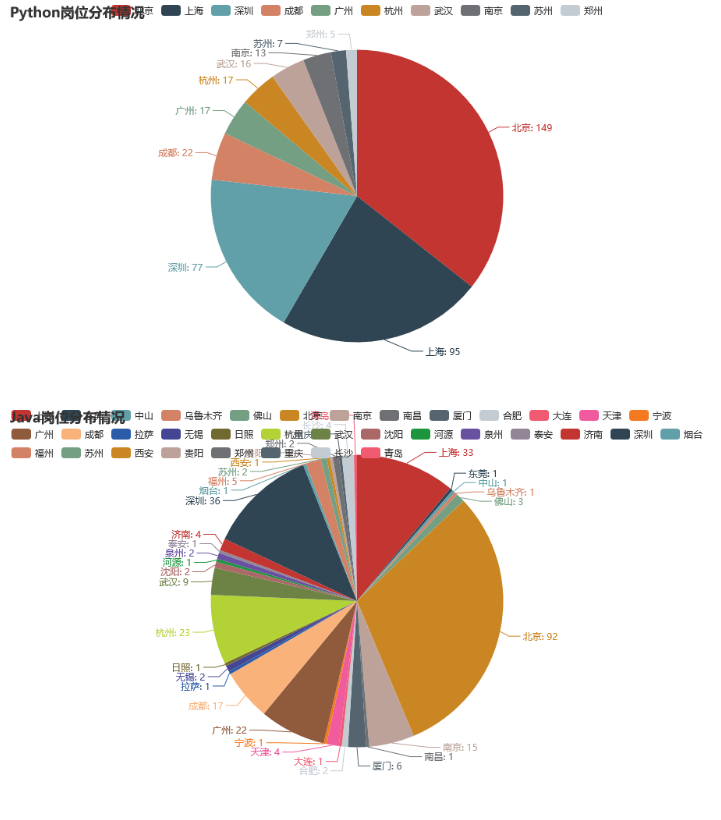 Python岗位分布情况
北京 上海 深圳 成都 广州 杭州 武汉 南京 苏州 郑州
郑州: 5
苏州: 7
南京: 13
武汉: 16
杭州: 17
广州: 17
北京: 149
成都: 22
深圳: 77
上海: 95
Java岗位分布情况
中山 乌鲁木齐 佛山 北京 南京 南昌 厦门 合肥 大连 天津 宁波
广州 成都 拉萨 无锡 日照 杭州 武汉 沈阳 河源 泉州 泰安 济南 深圳 烟台
福州 苏州 西安 贵阳 郑州 重庆 长沙 青岛
长沙: 4
郑州: 2
西安: 1
苏州: 2
福州: 5
烟台: 1
深圳: 36
上海: 33
东莞: 1
中山: 1
乌鲁木齐: 1
佛山: 3
济南: 4
泰安: 1
泉州: 2
河源: 1
沈阳: 2
武汉: 9
杭州: 23
北京: 92
日照: 1
无锡: 2
拉萨: 1
成都: 17
广州: 22
宁波: 1
天津: 4
大连: 1
合肥: 2
厦门: 6
南昌: 1
南京: 15